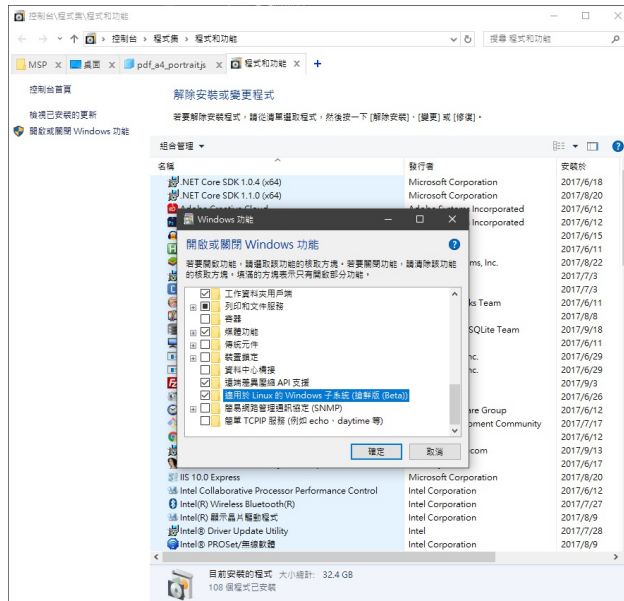 控制台\程式集\程式和功能
控制台 › 程式集 › 程式和功能
搜尋 程式和功能
MSP
桌面
pdf_a4_portrait.js
程式和功能
控制台首頁
檢視已安裝的更新
開啟或關閉 Windows 功能
解除安裝或變更程式
若要解除安裝程式，請從清單選取程式，然後按一下 [解除安裝]、[變更] 或 [修復]。
組合管理
名稱 發行者 安裝於
.NET Core SDK 1.0.4 (x64) Microsoft Corporation 2017/6/18
.NET Core SDK 1.1.0 (x64) Microsoft Corporation 2017/8/20
2017/6/12
Incorporated 2017/6/12
2017/6/15
2017/6/11
ms, Inc. 2017/8/22
2017/7/3
2017/7/3
ks Team 2017/6/11
2017/8/8
SQLite Team 2017/9/18
2017/6/11
nc. 2017/6/29
nc. 2017/6/29
2017/9/3
2017/6/26
are Group 2017/6/12
pment Community 2017/7/17
2017/6/12
com 2017/9/13
2017/6/17
IIS 10.0 Express Microsoft Corporation 2017/8/20
Intel Collaborative Processor Performance Control Intel Corporation 2017/6/12
Intel(R) Wireless Bluetooth(R) Intel Corporation 2017/7/27
Intel(R) 顯示晶片驅動程式 Intel Corporation 2017/8/9
Intel® Driver Update Utility Intel 2017/7/28
Intel® PROSet/無線軟體 Intel Corporation 2017/8/9
目前安裝的程式 大小總計: 32.4 GB
108 個程式已安裝
Windows 功能
開啟或關閉 Windows 功能
若要開啟功能，請選取該功能的核取方塊。若要關閉功能，請清除該功能
的核取方塊。填滿的方塊表示只有開啟部分功能。
工作資料夾用戶端
列印和文件服務
容器
媒體功能
傳統元件
裝置鎖定
資料中心橋接
遠端差異壓縮 API 支援
適用於 Linux 的 Windows 子系統 (搶鮮版 (Beta))
簡易網路管理通訊協定 (SNMP)
簡單 TCPIP 服務 (例如 echo、daytime 等)
確定
取消